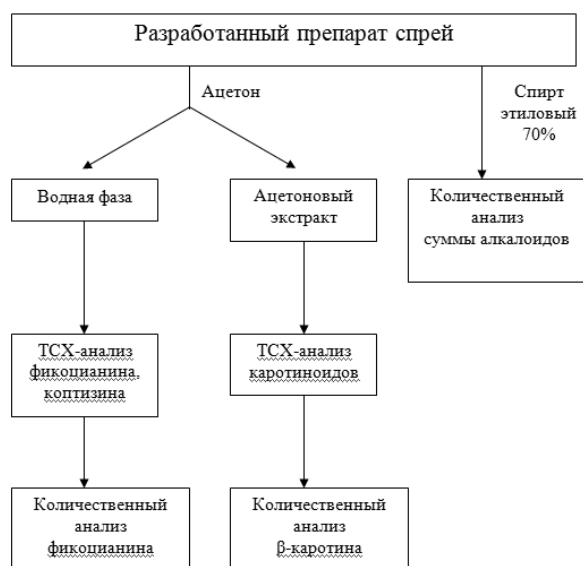 Разработанный препарат спрей
Ацетон
Спирт
этиловый
70%
Водная фаза
Ацетоновый
экстракт
Количественный
анализ
суммы алкалоидов
ТСХ-анализ
фикоцианина,
коптизина
ТСХ-анализ
каротиноидов
Количественный
анализ
фикоцианина
Количественный
анализ
β-каротина